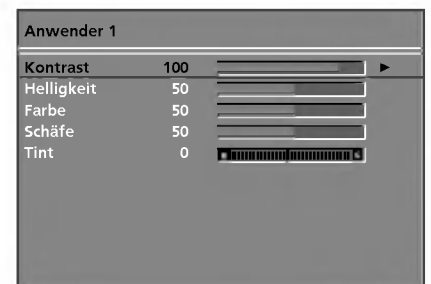 Anwender 1
Kontrast 100
Helligkeit 50
Farbe 50
Schäfe 50
Tint 0